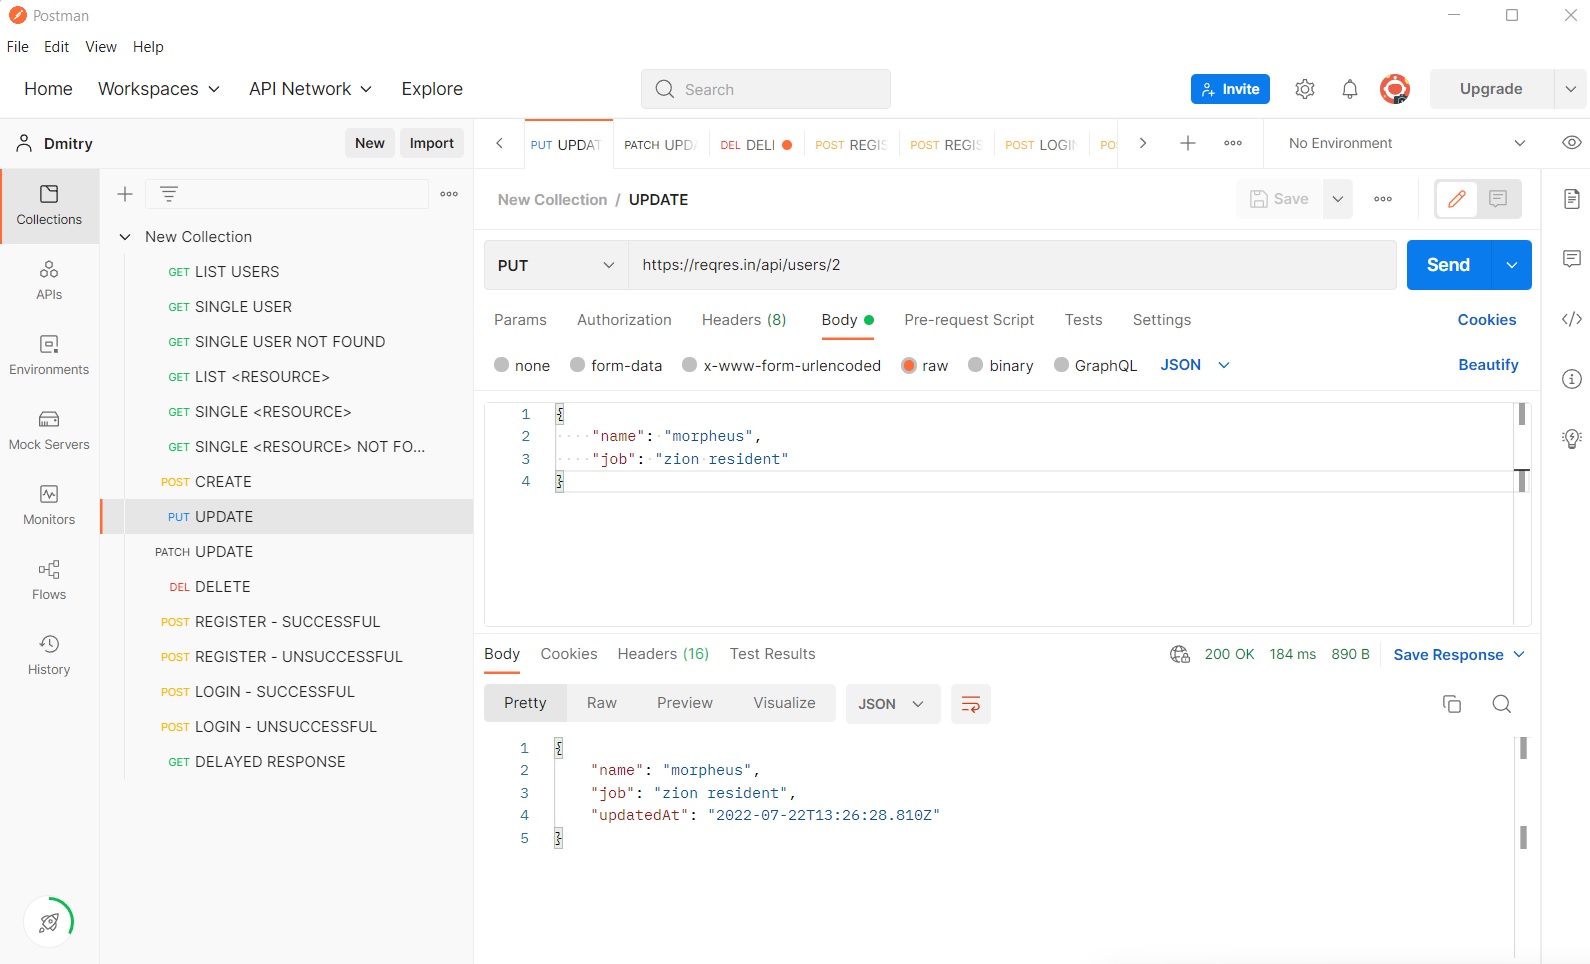 Postman
File Edit View Help
Home Workspaces API Network Explore Search Invite Upgrade
Dmitry New Import
PUT UPDAT PATCH UPD DEL DELI POST REGIS POST REGIS POST LOGI PO No Environment
Collections
APIs
Environments
Mock Servers
Monitors
Flows
History
New Collection
GET LIST USERS
GET SINGLE USER
GET SINGLE USER NOT FOUND
GET LIST <RESOURCE>
GET SINGLE <RESOURCE>
GET SINGLE <RESOURCE> NOT FO...
POST CREATE
PUT UPDATE
PATCH UPDATE
DEL DELETE
POST REGISTER - SUCCESSFUL
POST REGISTER - UNSUCCESSFUL
POST LOGIN - SUCCESSFUL
POST LOGIN - UNSUCCESSFUL
GET DELAYED RESPONSE
New Collection / UPDATE Save
PUT https://reqres.in/api/users/2 Send
Params Authorization Headers (8) Body Pre-request Script Tests Settings Cookies
none form-data x-www-form-urlencoded raw binary GraphQL JSON Beautify
1 {
2 "name": "morpheus",
3 "job": "zion resident"
4 }
Body Cookies Headers (16) Test Results 200 OK 184 ms 890 B Save Response
Pretty Raw Preview Visualize JSON
1 {
2 "name": "morpheus",
3 "job": "zion resident",
4 "updatedAt": "2022-07-22T13:26:28.810Z"
5 }